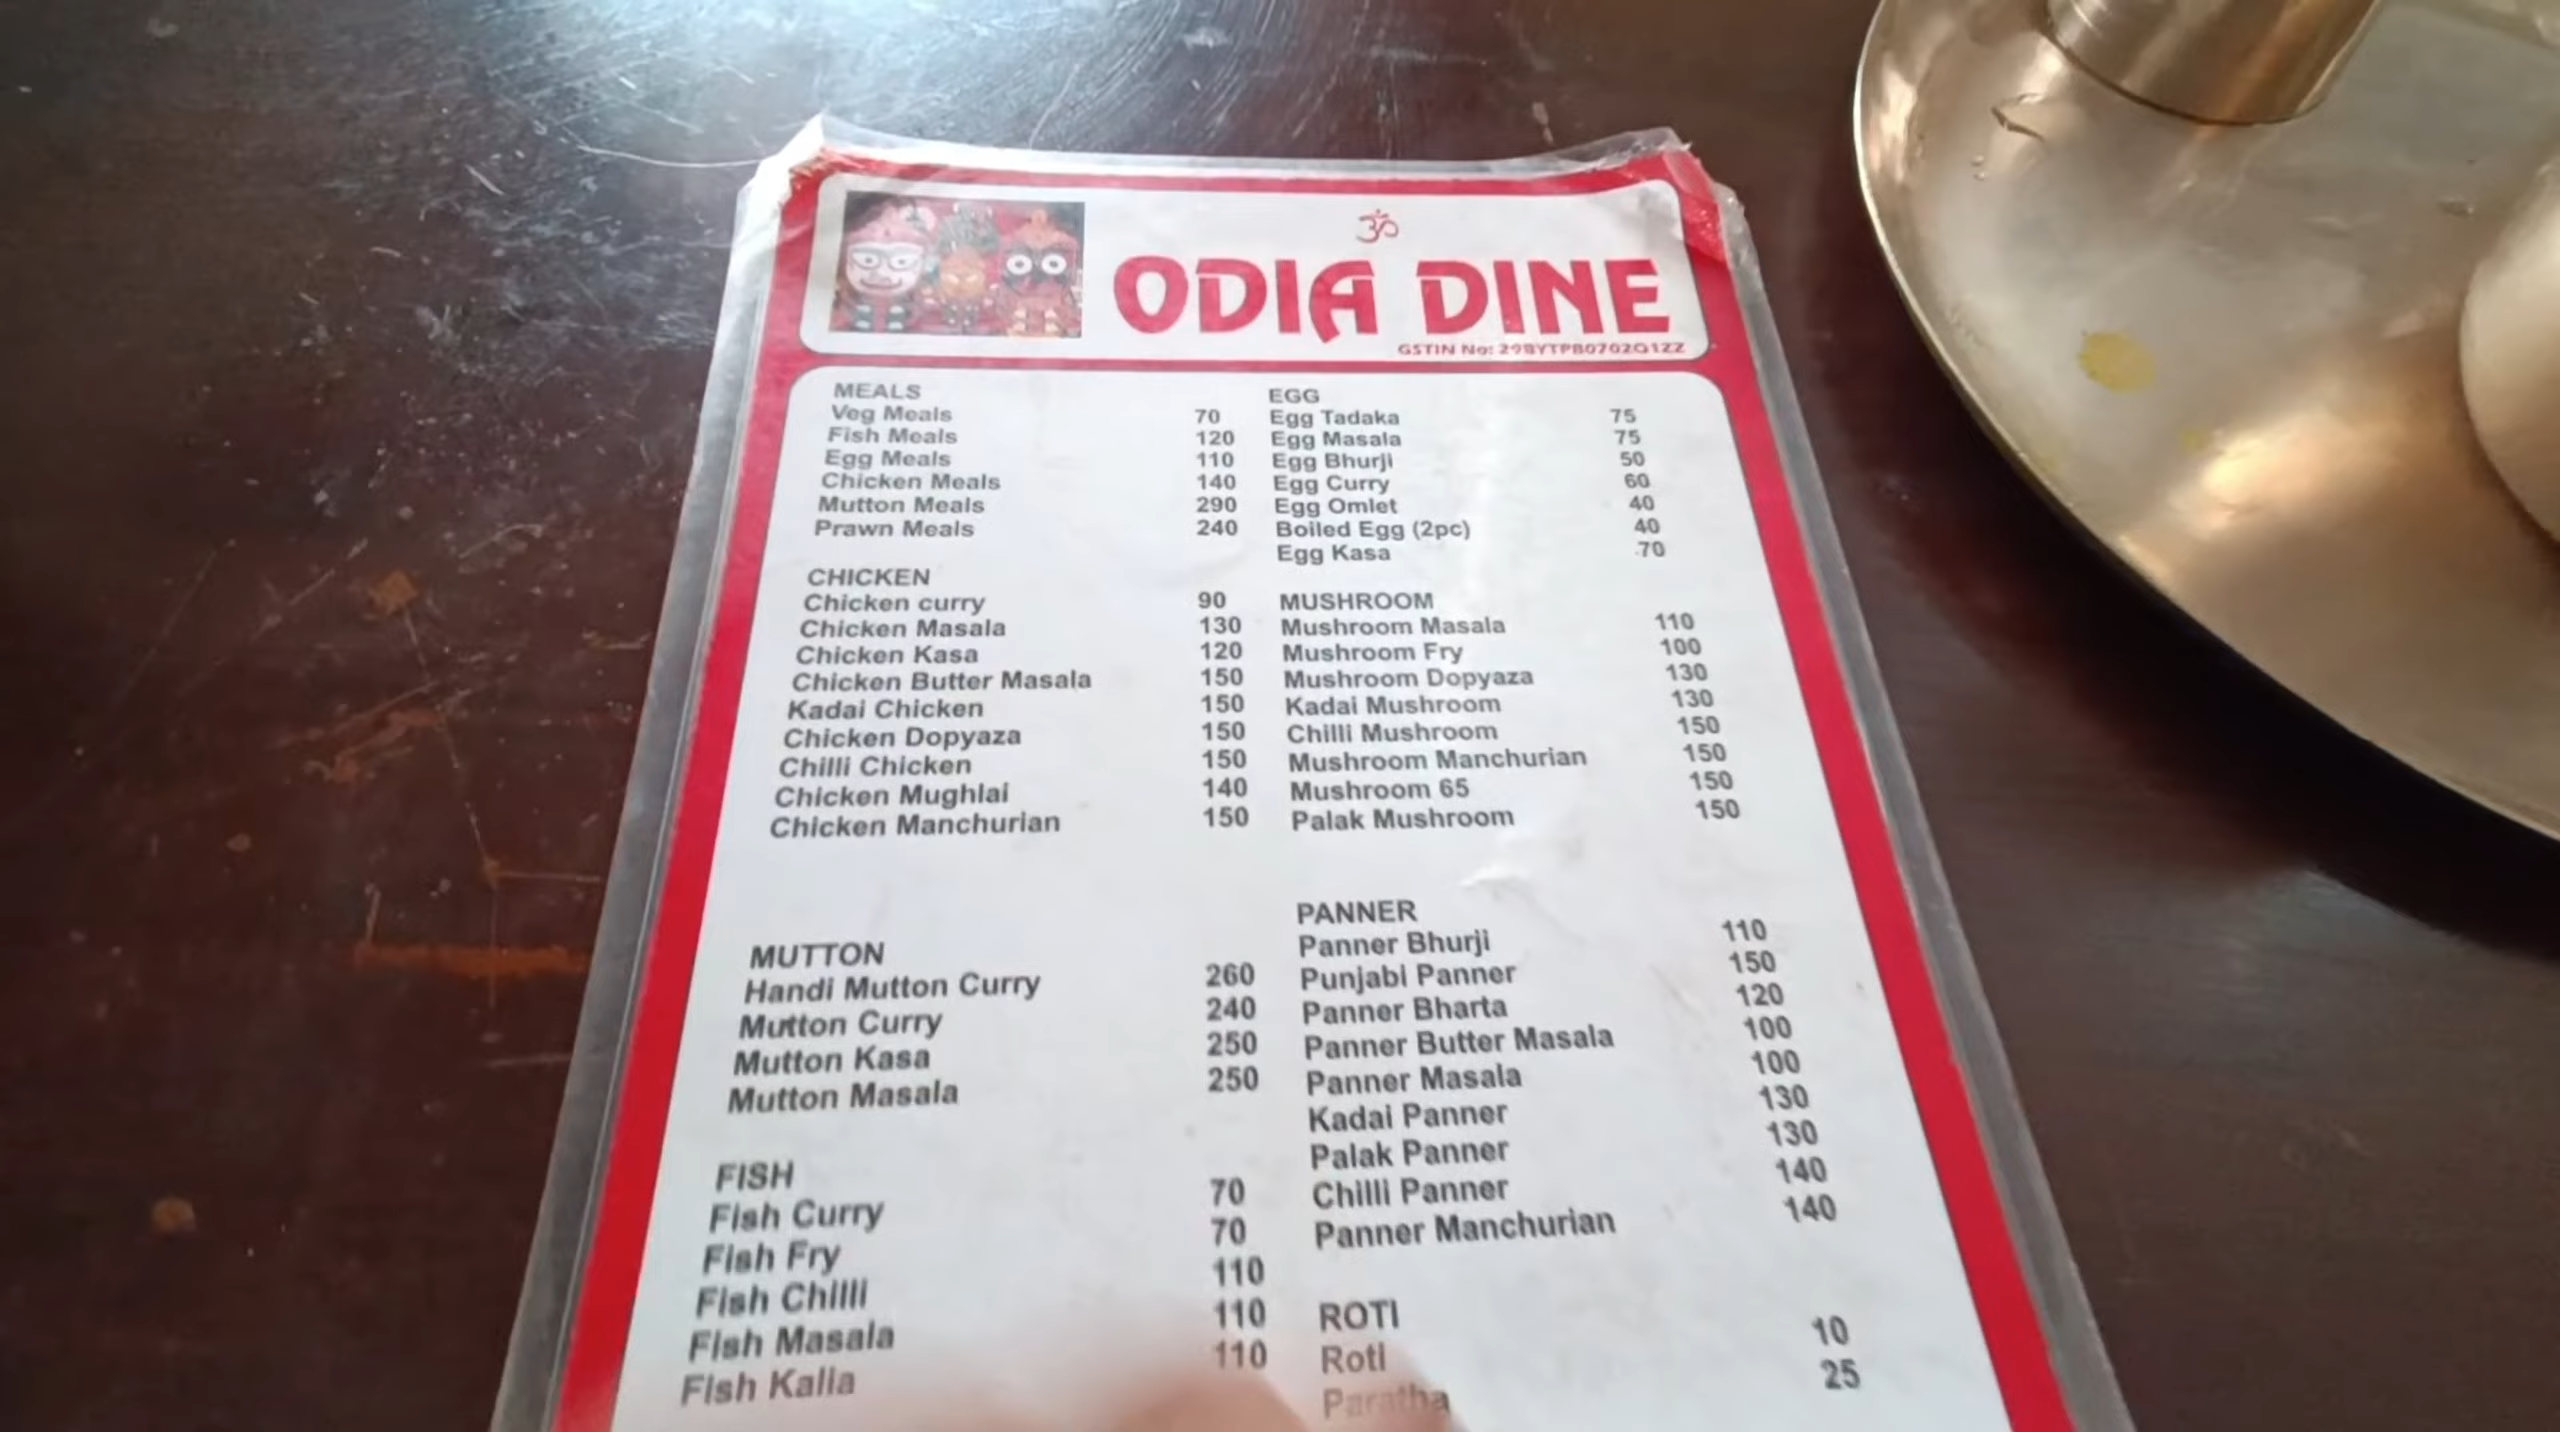 ॐ
ODIA DINE
GSTIN No: 29BYTPB0702G1ZZ
MEALS
Veg Meals 70
Fish Meals 120
Egg Meals 110
Chicken Meals 140
Mutton Meals 290
Prawn Meals 240
CHICKEN
Chicken curry 90
Chicken Masala 130
Chicken Kasa 120
Chicken Butter Masala 150
Kadai Chicken 150
Chicken Dopyaza 150
Chilli Chicken 150
Chicken Mughlai 140
Chicken Manchurian 150
MUTTON
Handi Mutton Curry 260
Mutton Curry 240
Mutton Kasa 250
Mutton Masala 250
FISH
Fish Curry 70
Fish Fry 70
Fish Chilli 110
Fish Masala 110
Fish Kalia 110
EGG
Egg Tadaka 75
Egg Masala 75
Egg Bhurji 50
Egg Curry 60
Egg Omlet 40
Boiled Egg (2pc) 40
Egg Kasa 70
MUSHROOM
Mushroom Masala 110
Mushroom Fry 100
Mushroom Dopyaza 130
Kadai Mushroom 130
Chilli Mushroom 150
Mushroom Manchurian 150
Mushroom 65 150
Palak Mushroom 150
PANNER
Panner Bhurji 110
Punjabi Panner 150
Panner Bharta 120
Panner Butter Masala 100
Panner Masala 100
Kadai Panner 130
Palak Panner 130
Chilli Panner 140
Panner Manchurian 140
ROTI
Roti 10
Paratha 25